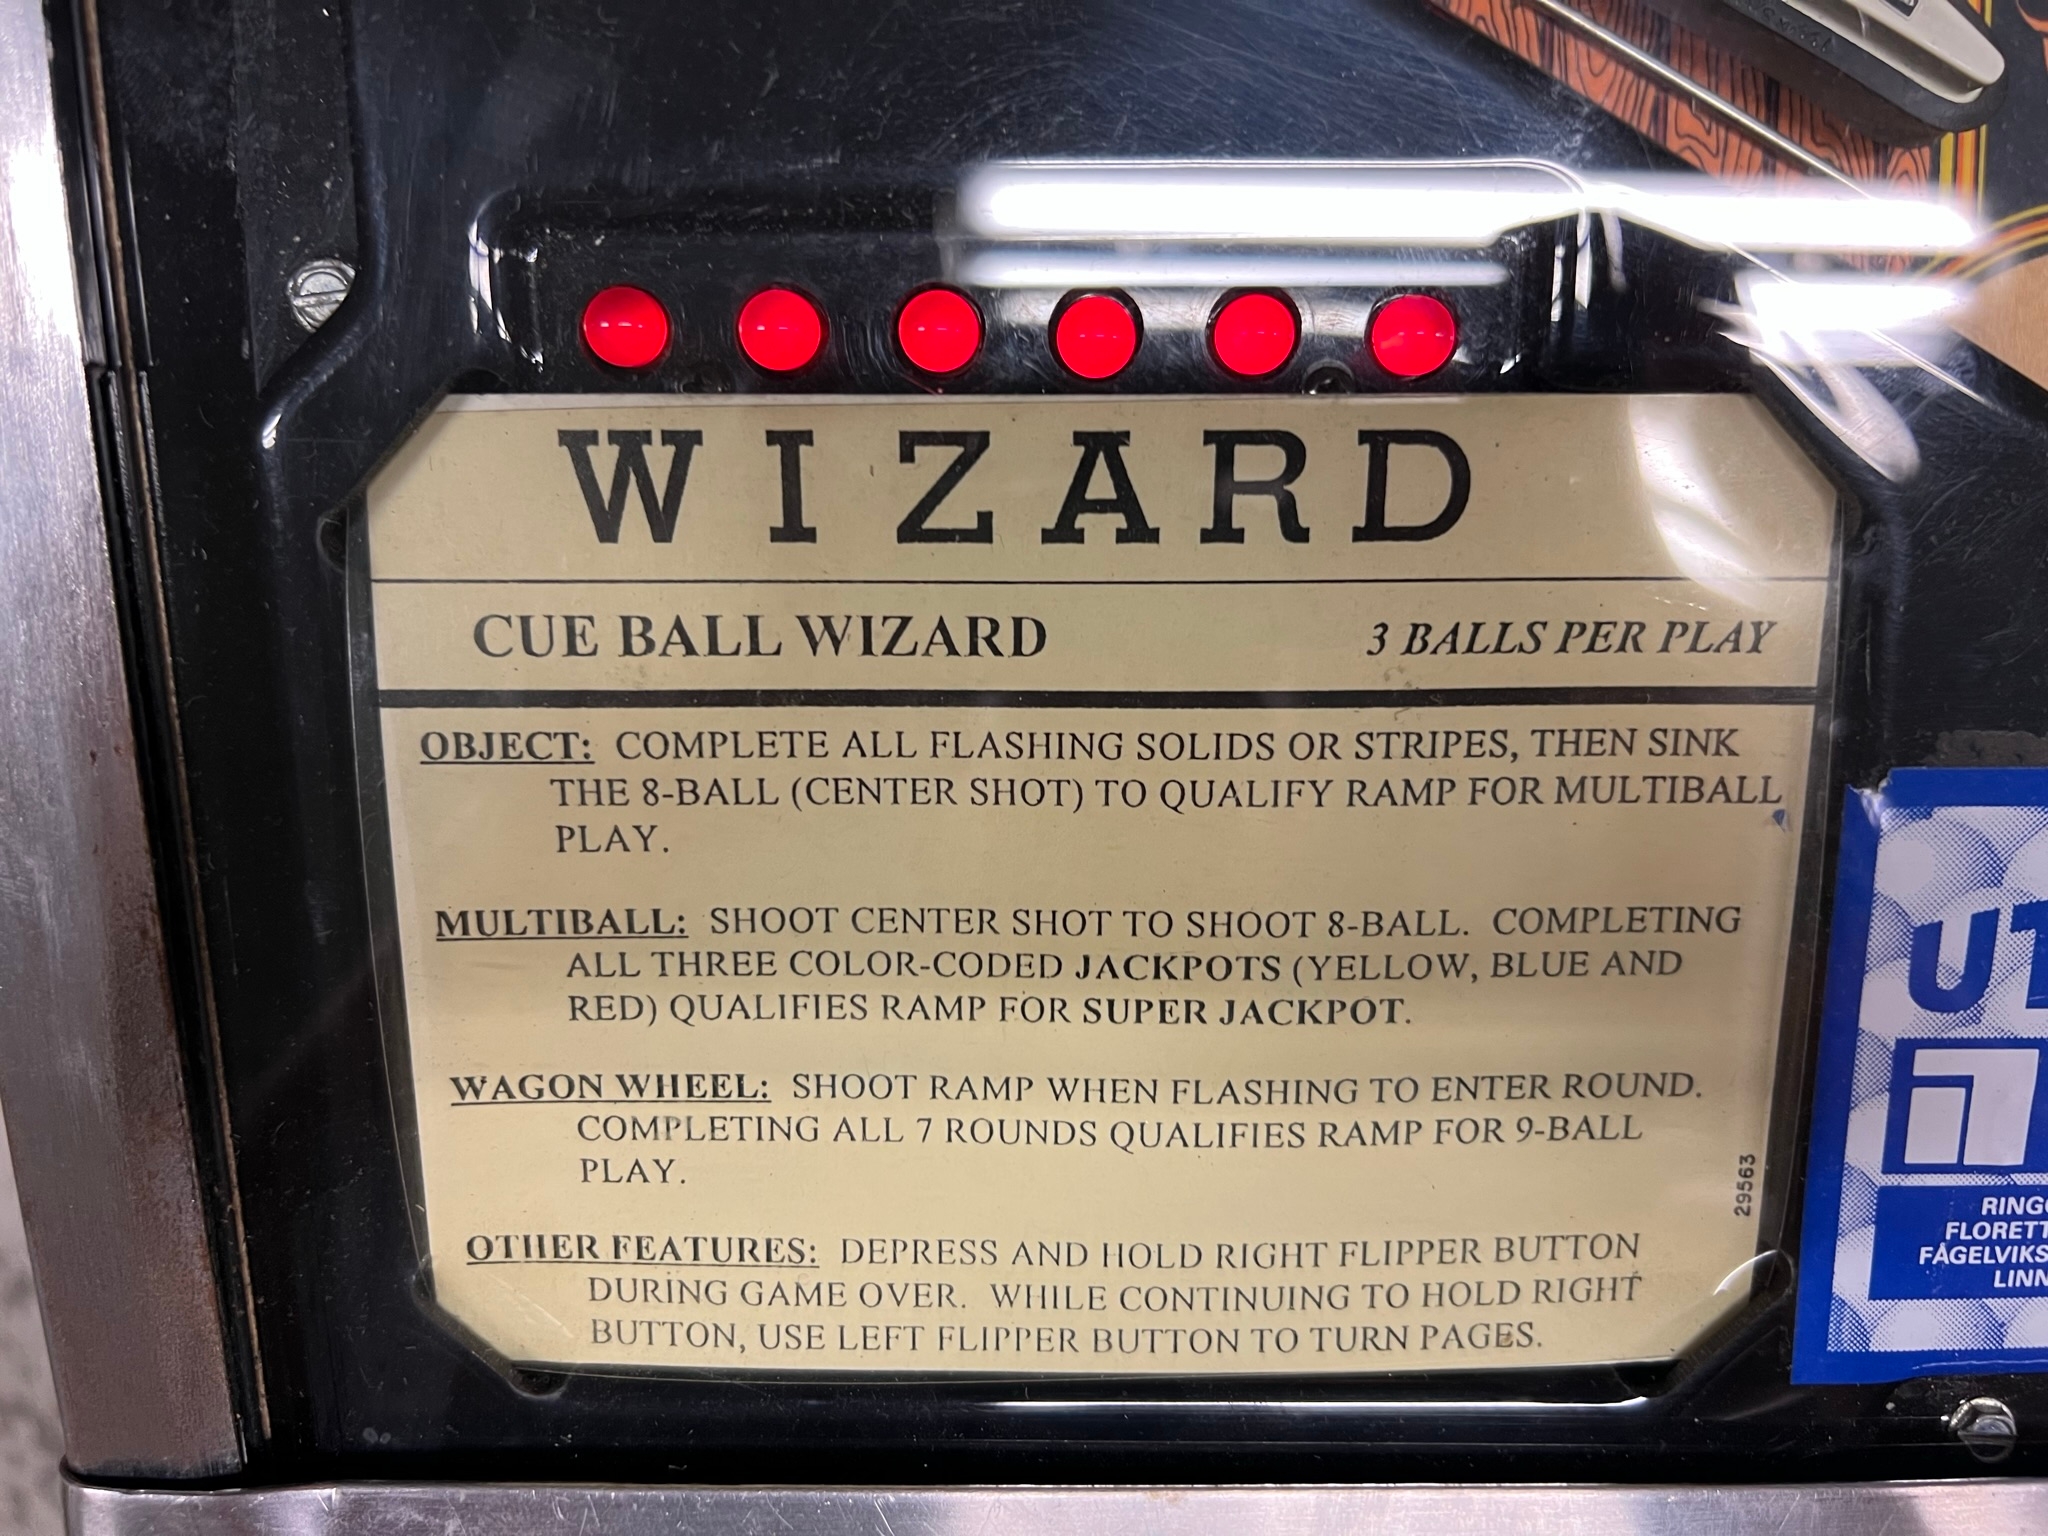 WIZARD
CUE BALL WIZARD 3 BALLS PER PLAY
OBJECT: COMPLETE ALL FLASHING SOLIDS OR STRIPES, THEN SINK
THE 8-BALL (CENTER SHOT) TO QUALIFY RAMP FOR MULTIBALL
PLAY.
MULTIBALL: SHOOT CENTER SHOT TO SHOOT 8-BALL. COMPLETING
ALL THREE COLOR-CODED JACKPOTS (YELLOW, BLUE AND
RED) QUALIFIES RAMP FOR SUPER JACKPOT.
WAGON WHEEL: SHOOT RAMP WHEN FLASHING TO ENTER ROUND.
COMPLETING ALL 7 ROUNDS QUALIFIES RAMP FOR 9-BALL
PLAY.
29563
OTHER FEATURES: DEPRESS AND HOLD RIGHT FLIPPER BUTTON
DURING GAME OVER. WHILE CONTINUING TO HOLD RIGHT
BUTTON, USE LEFT FLIPPER BUTTON TO TURN PAGES.